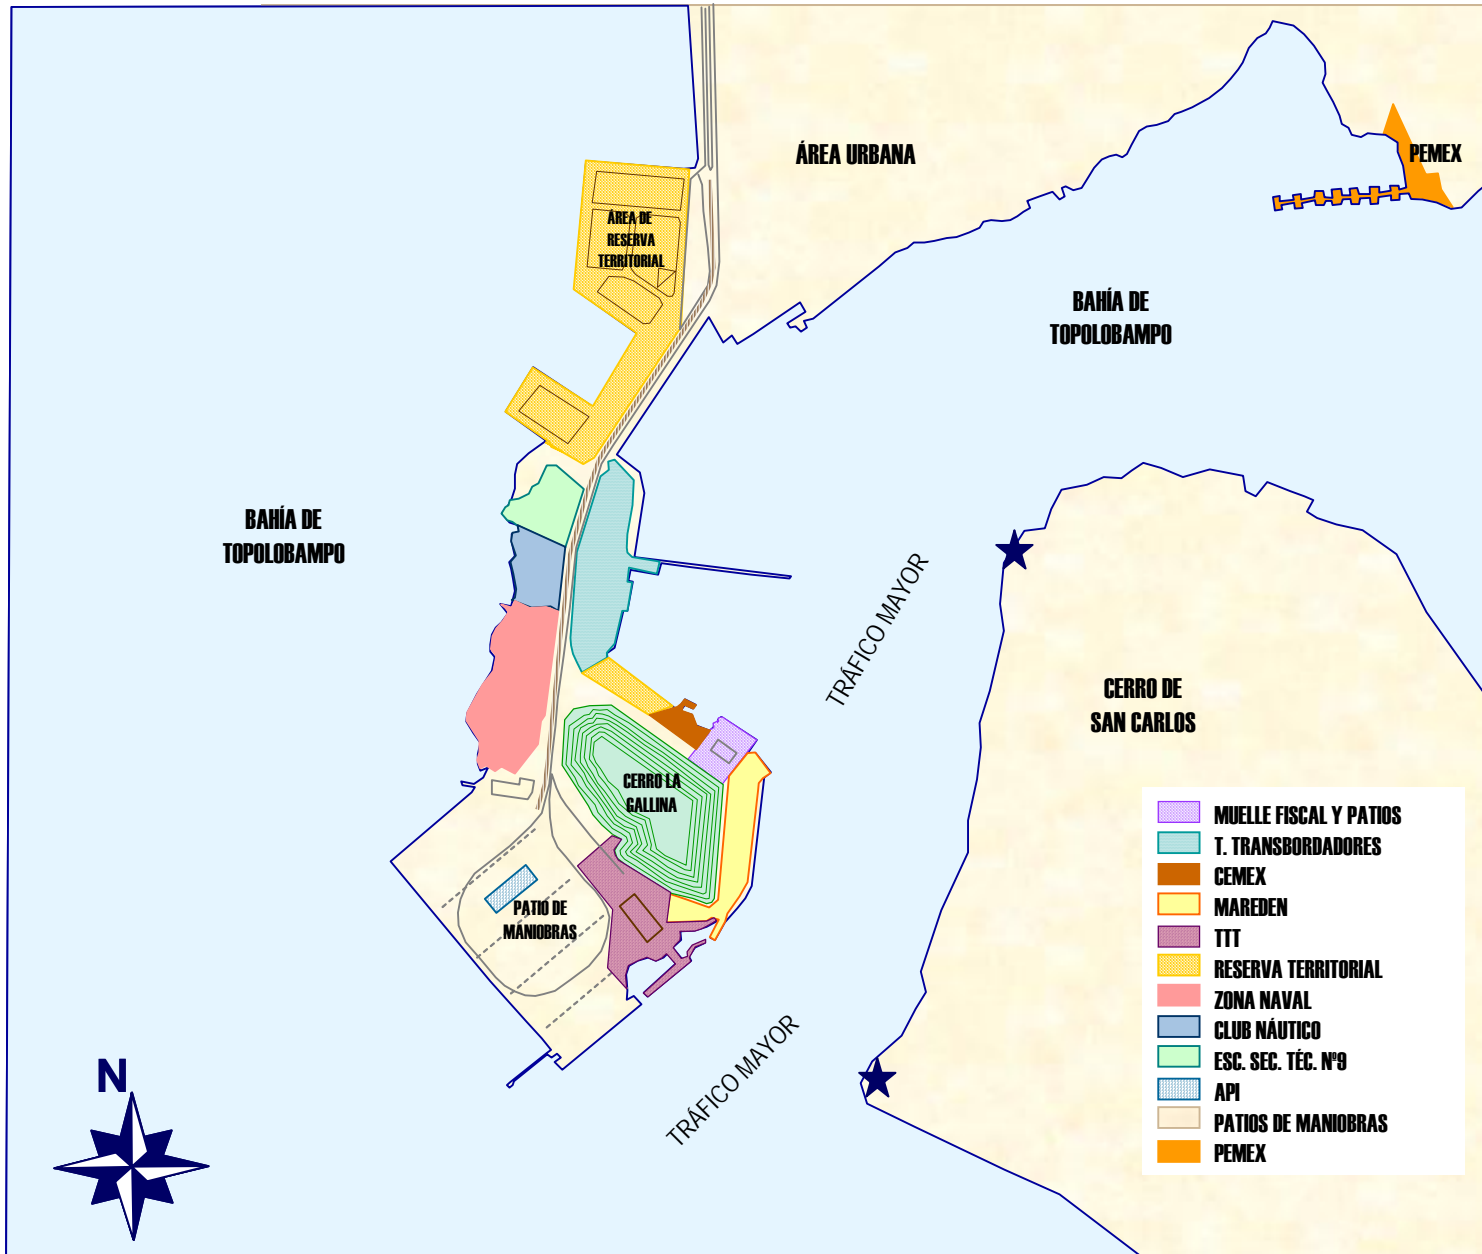 ÁREA URBANA
PEMEX
ÁREA DE
RESERVA
TERRITORIAL
BAHÍA DE
TOPOLOBAMPO
BAHÍA DE
TOPOLOBAMPO
TRÁFICO MAYOR
CERRO DE
SAN CARLOS
CERRO LA
GALLINA
PATIO DE
MANIOBRAS
TRÁFICO MAYOR
N
MUELLE FISCAL Y PATIOS
T. TRANSBORDADORES
CEMEX
MAREDEN
TTT
RESERVA TERRITORIAL
ZONA NAVAL
CLUB NÁUTICO
ESC. SEC. TÉC. Nº9
API
PATIOS DE MANIOBRAS
PEMEX